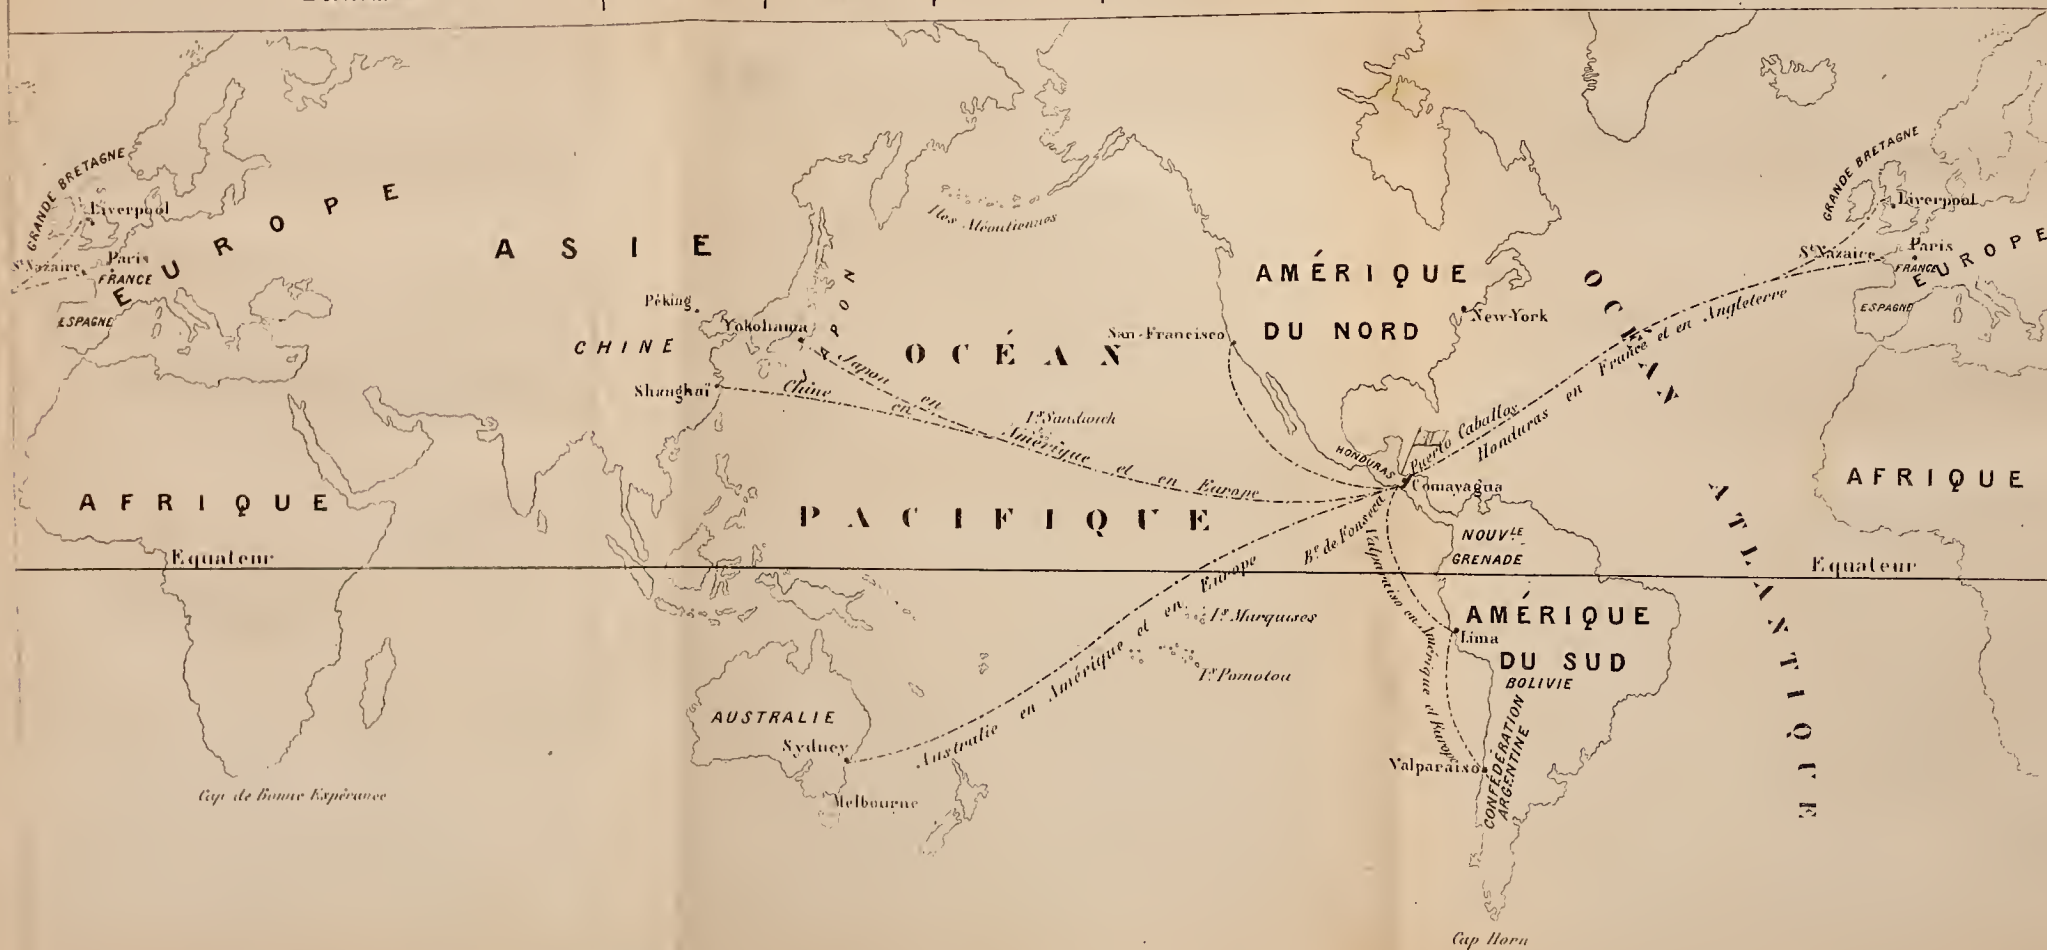 GRANDE BRETAGNE
Liverpool
St Nazaire
Paris
FRANCE
ESPAGNE
EUROPE
ASIE
Péking
CHINE
Shanghaï
Yokohama
JAPON
Iles Aléoutiennes
OCÉAN
PACIFIQUE
Japon en
Chine en
Amérique et en Europe
Is Sandwich
AMÉRIQUE
DU NORD
San-Francisco
New-York
HONDURAS
Puerto Caballos
Comayagua
Be de Fonseca
Honduras en France et en Angleterre
OCÉAN
ATLANTIQUE
GRANDE BRETAGNE
Liverpool
St Nazaire
Paris
FRANCE
EUROPE
ESPAGNE
AFRIQUE
Equateur
AFRIQUE
Equateur
Cap de Bonne Espérance
AUSTRALIE
Sydney
Melbourne
Australie en Amérique et en Europe
Is Marquises
Is Pomotou
NOUVLE
GRENADE
AMÉRIQUE
DU SUD
Lima
BOLIVIE
Valparaiso en Amérique et Europe
Valparaiso
CONFÉDÉRATION
ARGENTINE
Cap Horn